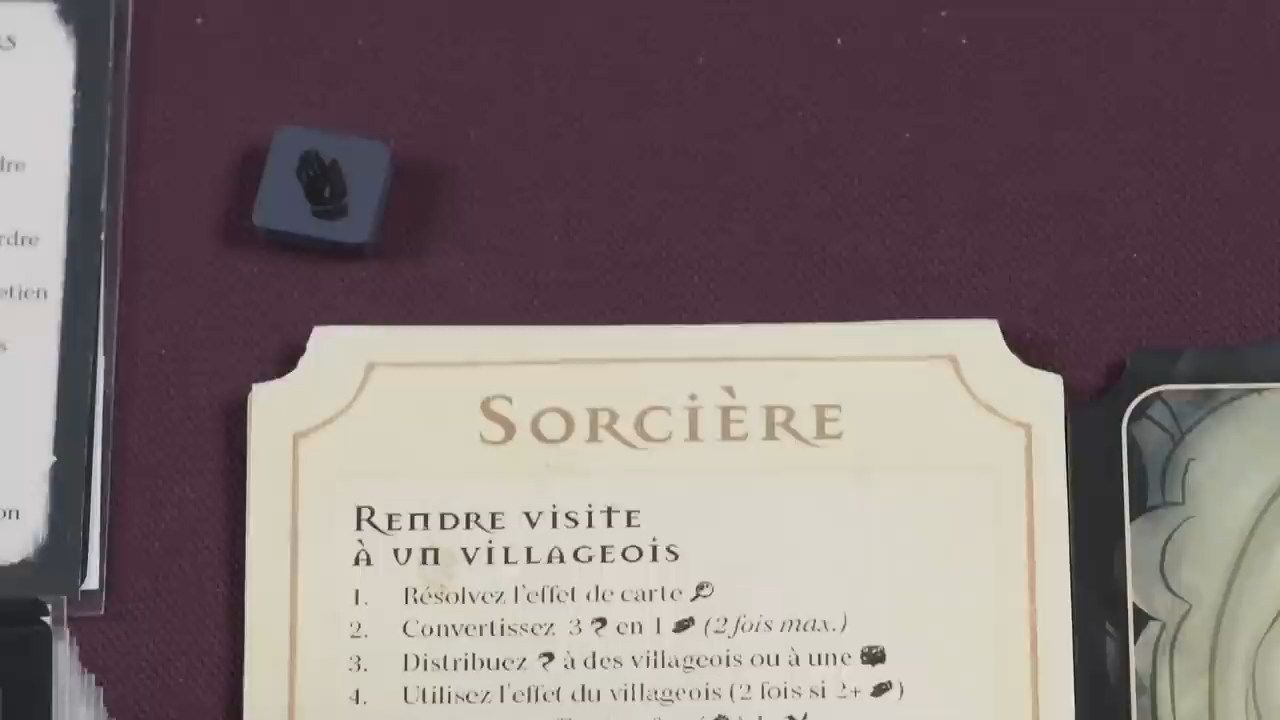 SORCIÈRE
RENDRE VISITE
À UN VILLAGEOIS
1. Résolvez l'effet de carte
2. Convertissez 3 en 1 (2 fois max.)
3. Distribuez à des villageois ou à une
4. Utilisez l'effet du villageois (2 fois si 2+ )